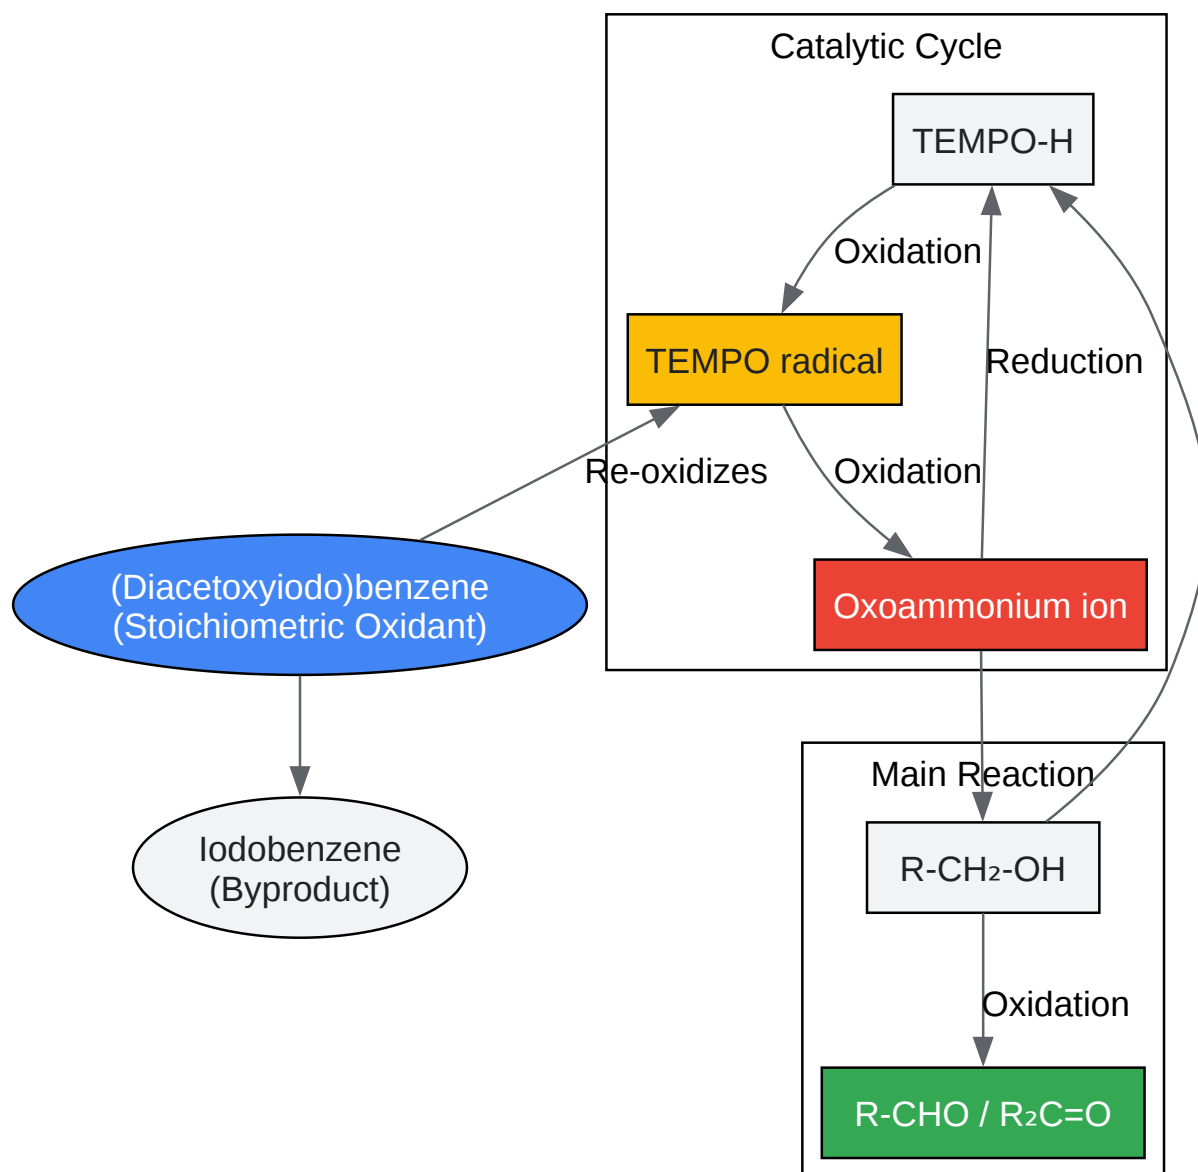 Catalytic Cycle
TEMPO-H
Oxidation
TEMPO radical
Reduction
Re-oxidizes
Oxidation
(Diacetoxyiodo)benzene
(Stoichiometric Oxidant)
Oxoammonium ion
Main Reaction
Iodobenzene
(Byproduct)
R-CH₂-OH
Oxidation
R-CHO / R₂C=O